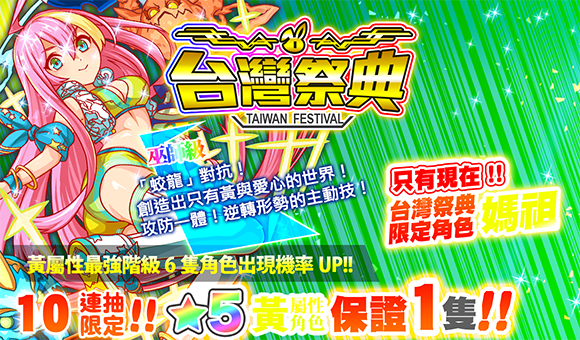 台灣祭典
TAIWAN FESTIVAL
巫師級
「蛟龍」對抗！
創造出只有黃與愛心的世界！
攻防一體！逆轉形勢的主動技！
只有現在!!
台灣祭典
限定角色
媽祖
黃屬性最強階級 6 隻角色出現機率 UP!!
10 連抽限定!! ★5 黃屬性角色 保證1隻!!